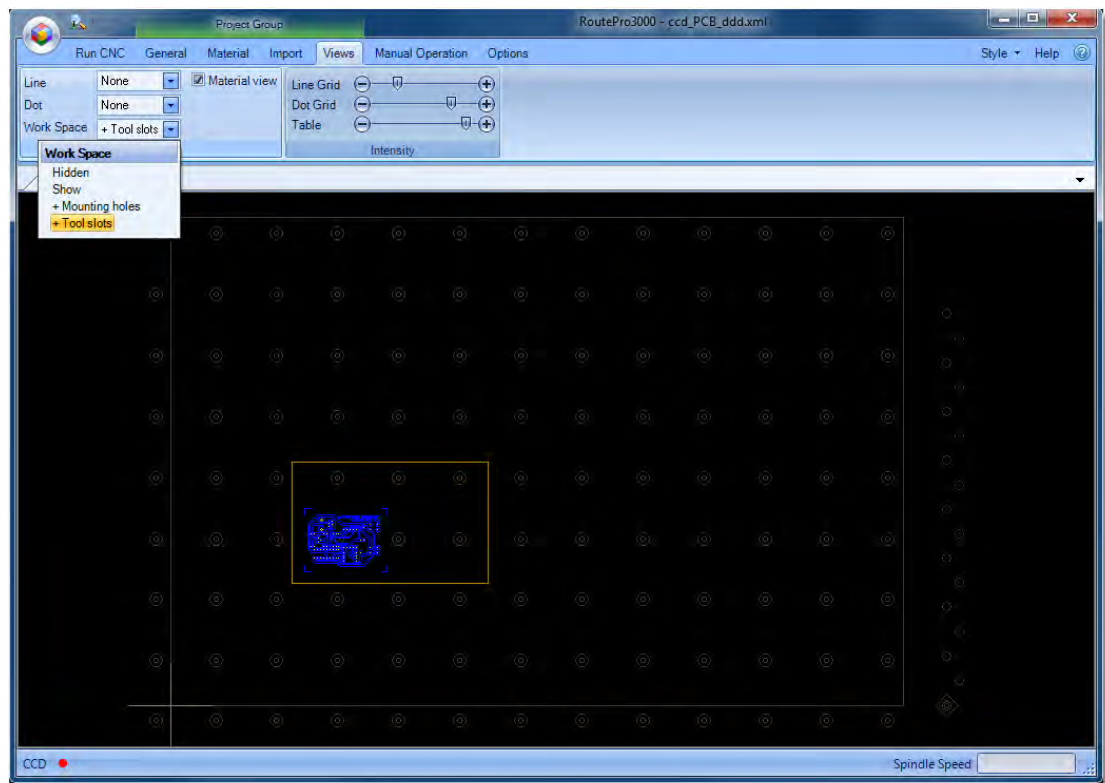 Project Group
RoutePro3000 - ccd_PCB_ddd.xml
Run CNC General Material Import Views Manual Operation Options Style Help
Line None Material view Line Grid
Dot None Dot Grid
Work Space + Tool slots Table
Intensity
Work Space
Hidden
Show
+ Mounting holes
+ Tool slots
CCD Spindle Speed